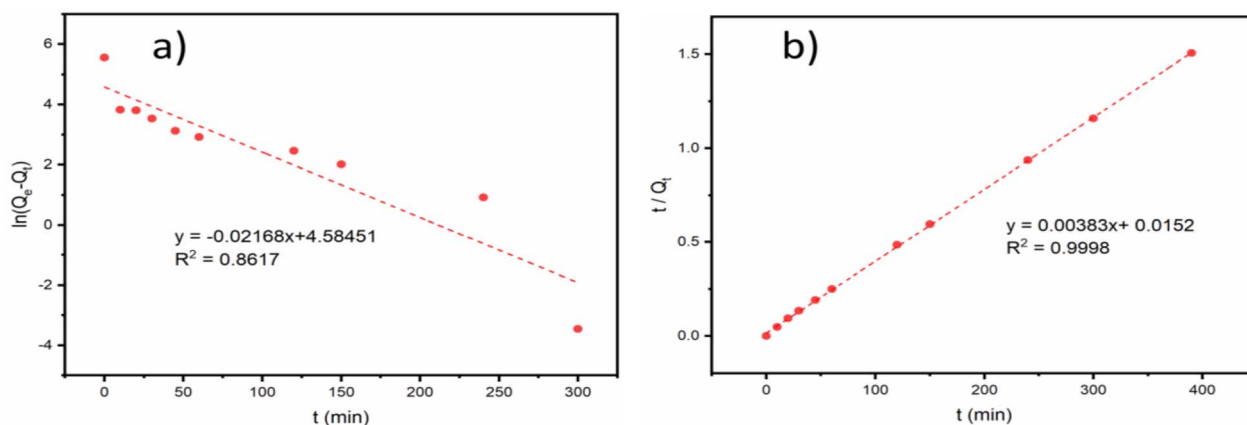 a)
6
4
2
0
-2
-4
ln(Qₑ-Qₜ)
y = -0.02168x+4.58451
R² = 0.8617
0 50 100 150 200 250 300
t (min)
b)
1.5
1.0
0.5
0.0
t / Qₜ
y = 0.00383x+ 0.0152
R² = 0.9998
0 100 200 300 400
t (min)